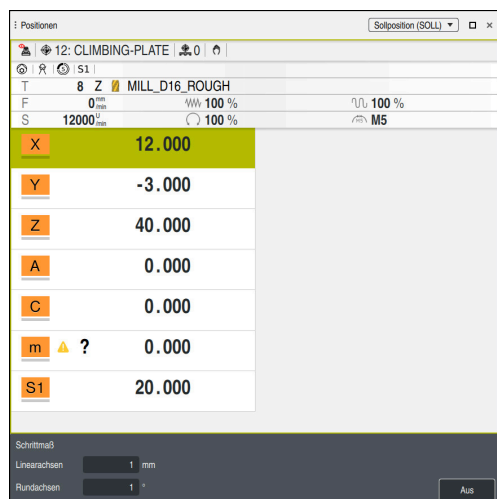 Positionen Sollposition (SOLL)
12: CLIMBING-PLATE 0
S1
T 8 Z MILL_D16_ROUGH
F 0 mm/min 100 % 100 %
S 12000 U/min 100 % M5
X 12.000
Y -3.000
Z 40.000
A 0.000
C 0.000
m ? 0.000
S1 20.000
Schrittmaß
Linearachsen 1 mm
Rundachsen 1 °
Aus